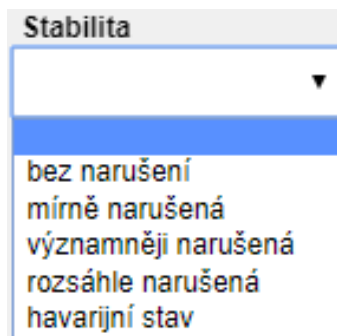 Stabilita
bez narušení
mírně narušená
významněji narušená
rozsáhle narušená
havarijní stav